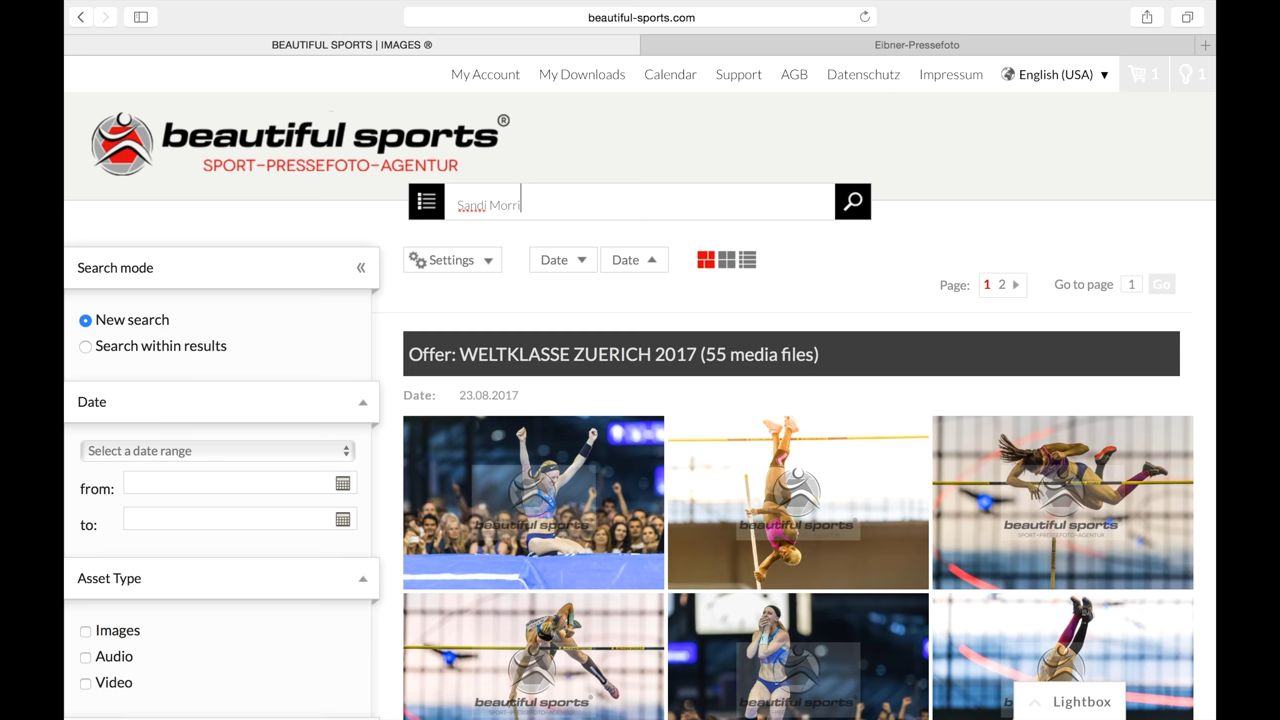 beautiful-sports.com
BEAUTIFUL SPORTS | IMAGES ®
Eibner-Pressefoto
My Account My Downloads Calendar Support AGB Datenschutz Impressum English (USA) ▼ 1 1
beautiful sports®
SPORT-PRESSEFOTO-AGENTUR
Sandi Morri
Settings Date Date
Search mode «
Page: 1 2 Go to page 1 Go
New search
Search within results
Offer: WELTKLASSE ZUERICH 2017 (55 media files)
Date: 23.08.2017
Date
Select a date range
from:
to:
beautiful sports
SPORT-PRESSEFOTO-AGENTUR
beautiful sports
SPORT-PRESSEFOTO-AGENTUR
beautiful sports
SPORT-PRESSEFOTO-AGENTUR
Asset Type
Images
Audio
Video
beautiful sports®
beautiful sports
Lightbox